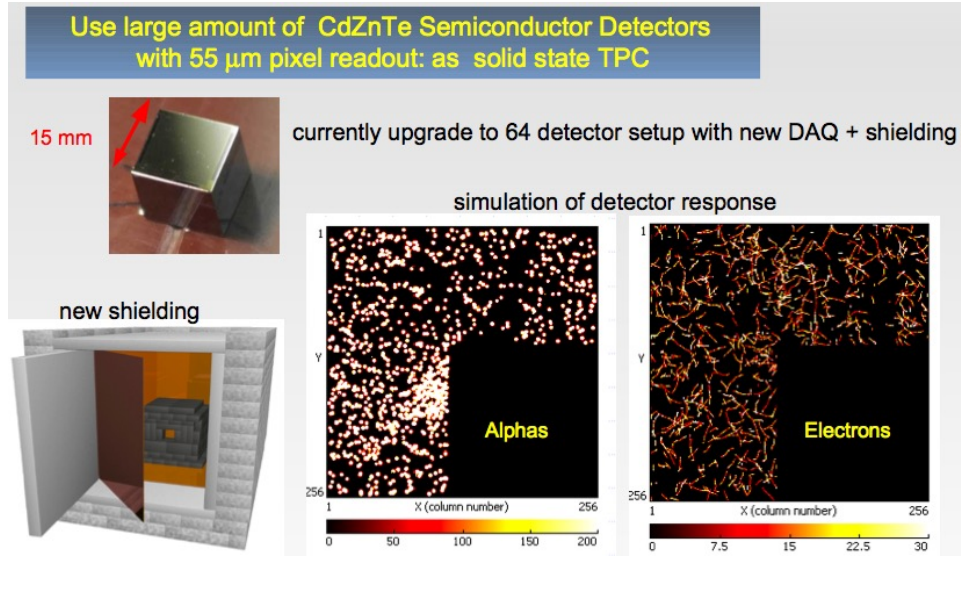 Use large amount of CdZnTe Semiconductor Detectors
with 55 µm pixel readout: as solid state TPC
15 mm
currently upgrade to 64 detector setup with new DAQ + shielding
simulation of detector response
new shielding
1
Y
256
1
X (column number)
256
0
50
100
150
200
Alphas
1
Y
256
1
X (column number)
256
0
7.5
15
22.5
30
Electrons